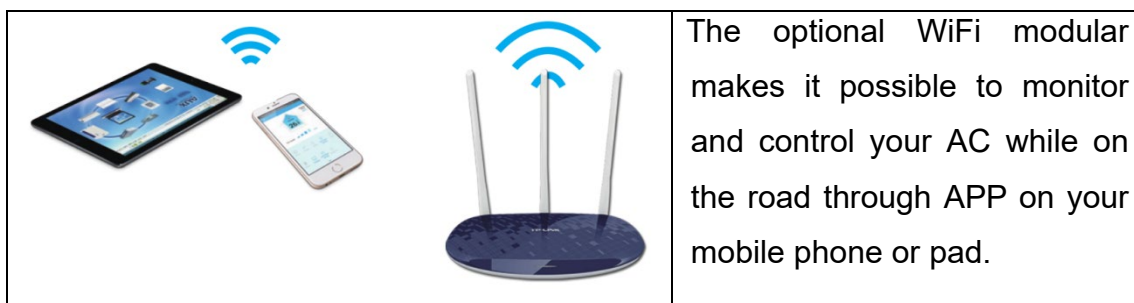 The optional WiFi modular
makes it possible to monitor
and control your AC while on
the road through APP on your
mobile phone or pad.